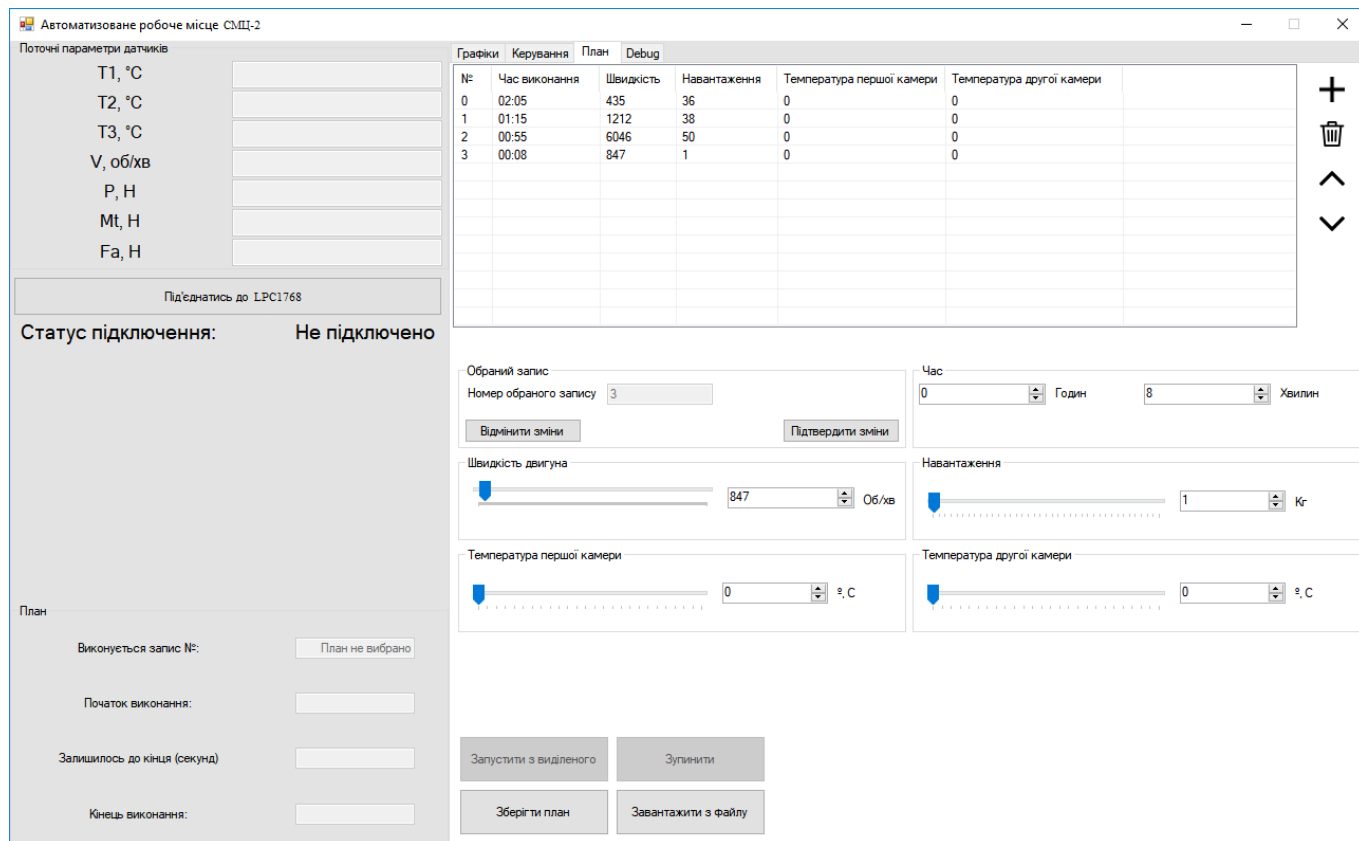 Автоматизоване робоче місце СМЦ-2
Поточні параметри датчиків
T1, °C
T2, °C
T3, °C
V, об/хв
P, Н
Mt, Н
Fa, Н
Під'єднатись до LPC1768
Статус підключення: Не підключено
План
Виконується запис №: План не вибрано
Початок виконання:
Залишилось до кінця (секунд)
Кінець виконання:
Графіки Керування План Debug
№ Час виконання Швидкість Навантаження Температура першої камери Температура другої камери
0 02:05 435 36 0 0
1 01:15 1212 38 0 0
2 00:55 6046 50 0 0
3 00:08 847 1 0 0
Обраний запис
Номер обраного запису 3
Відмінити зміни Підтвердити зміни
Час
0 Годин 8 Хвилин
Швидкість двигуна
847 Об/хв
Навантаження
1 Кг
Температура першої камери
0 º, С
Температура другої камери
0 º, С
Запустити з виділеного Зупинити
Зберігти план Завантажити з файлу